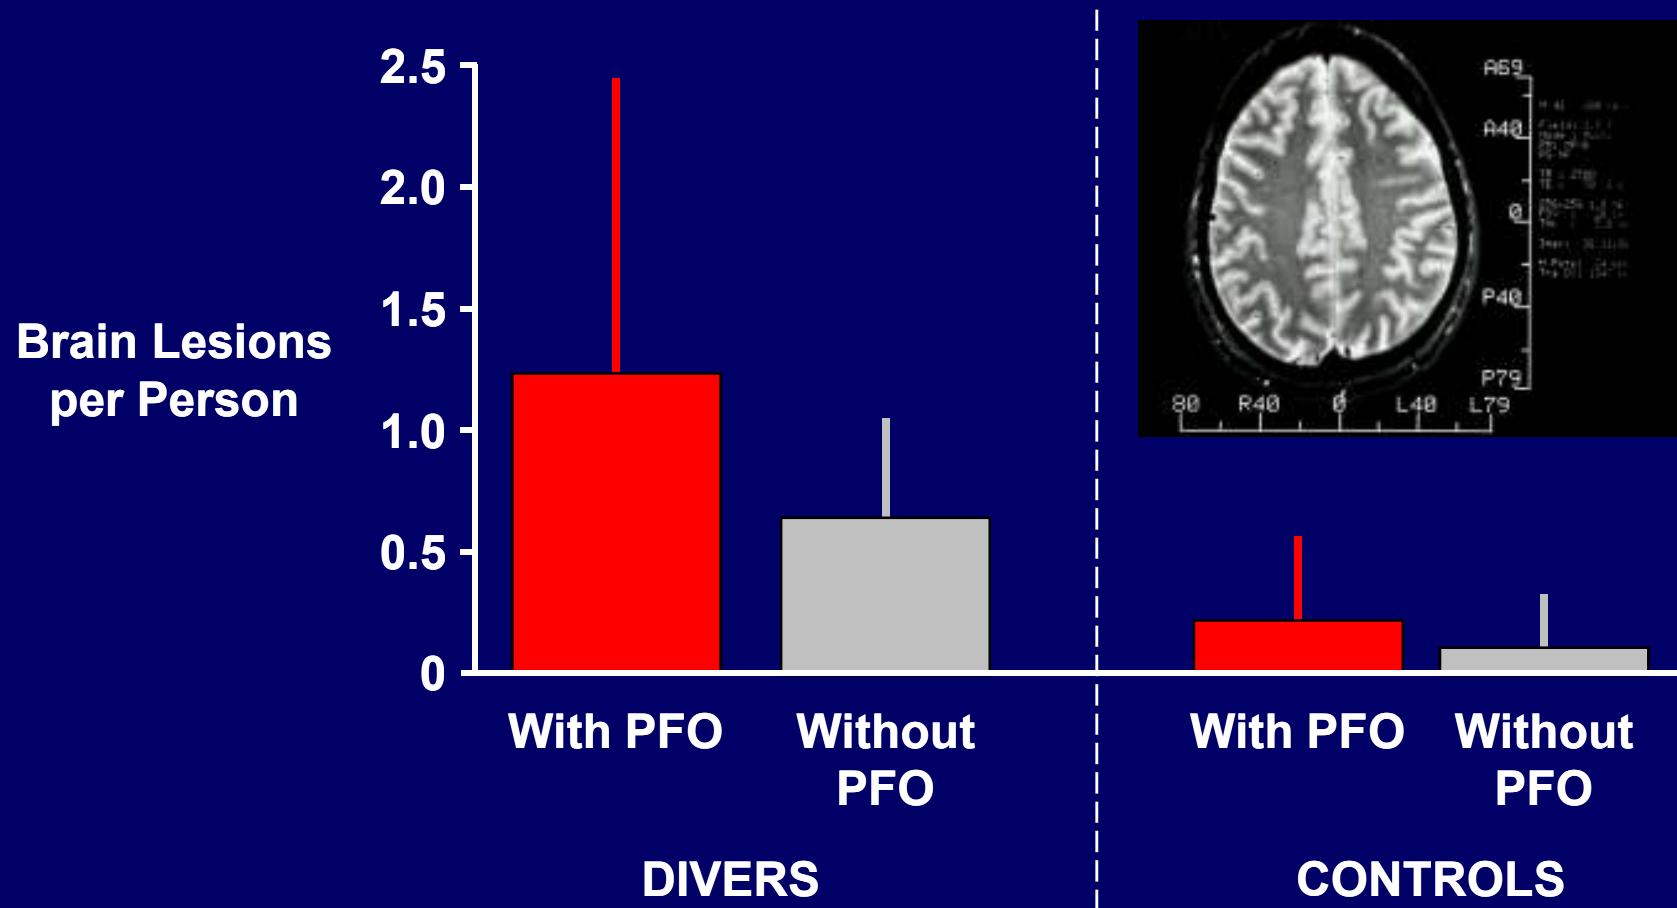 2.5
2.0
1.5
1.0
0.5
0
Brain Lesions
per Person
A69
A40
0
P40
P79
80 R40 0 L40 L79
With PFO
Without
PFO
With PFO
Without
PFO
DIVERS
CONTROLS